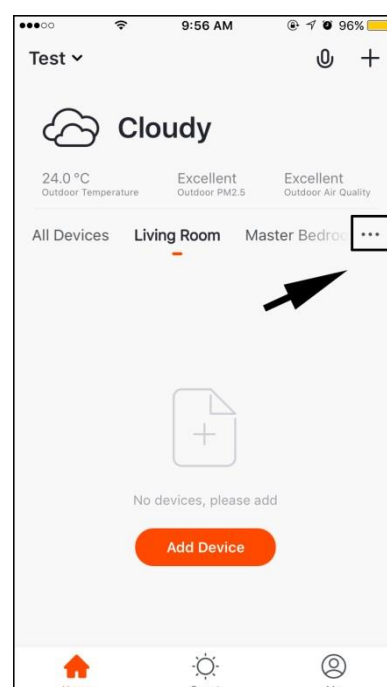 9:56 AM 96%
Test
Cloudy
24.0 °C Excellent Excellent
Outdoor Temperature Outdoor PM2.5 Outdoor Air Quality
All Devices Living Room Master ...
No devices, please add
Add Device